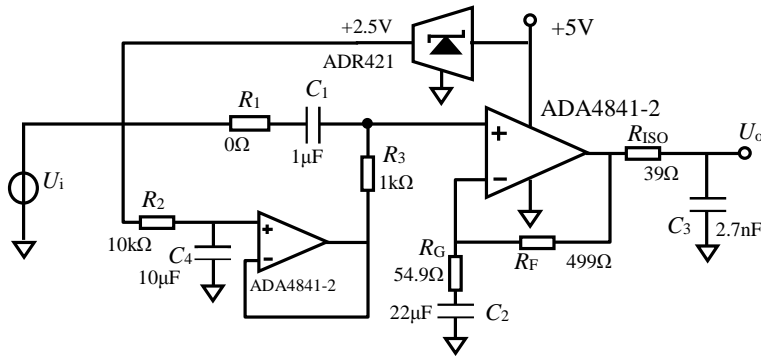 +2.5V
+5V
ADR421
C1
R1
ADA4841-2
0Ω
1μF
R3
1kΩ
+
−
RISO
39Ω
Uo
Ui
R2
10kΩ
C4
10μF
+
−
ADA4841-2
RG
54.9Ω
RF
499Ω
C3
2.7nF
22μF
C2